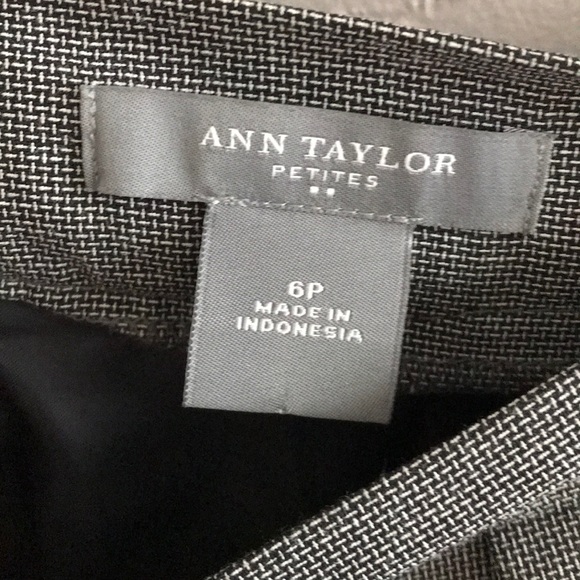 ANN TAYLOR
PETITES
6P
MADE IN
INDONESIA